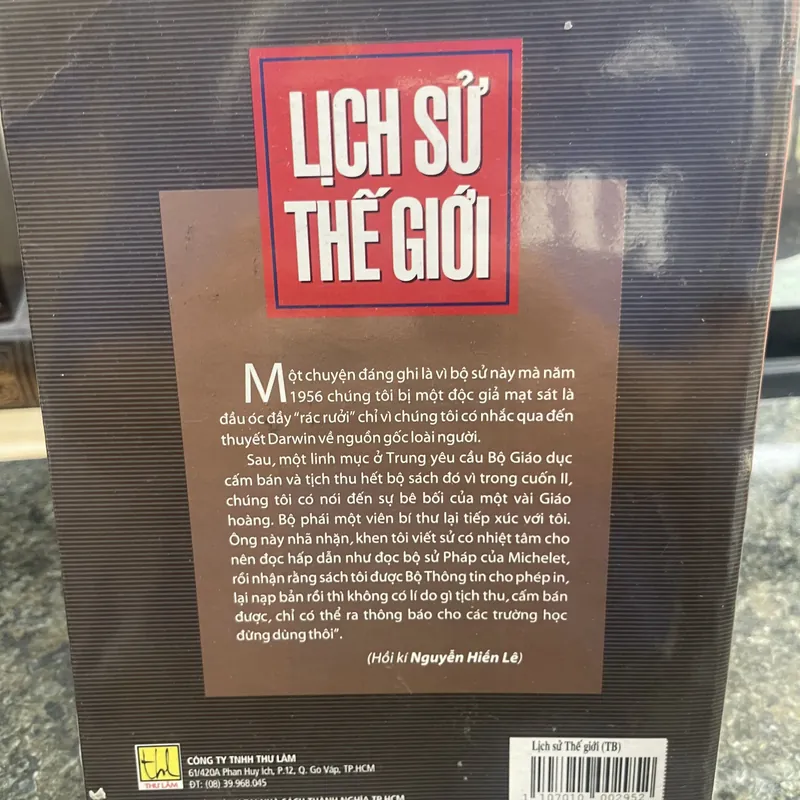 LỊCH SỬ
THẾ GIỚI
Một chuyện đáng ghi là vì bộ sử này mà năm
1956 chúng tôi bị một độc giả mạt sát là
đầu óc đầy “rác rưởi” chỉ vì chúng tôi có nhắc qua đến
thuyết Darwin về nguồn gốc loài người.
Sau, một linh mục ở Trung yêu cầu Bộ Giáo dục
cấm bán và tịch thu hết bộ sách đó vì trong cuốn II,
chúng tôi có nói đến sự bê bối của một vài Giáo
hoàng. Bộ phái một viên bí thư lại tiếp xúc với tôi.
Ông này nhã nhặn, khen tôi viết sử có nhiệt tâm cho
nên đọc hấp dẫn như đọc bộ sử Pháp của Michelet,
rồi nhận rằng sách tôi được Bộ Thông tin cho phép in,
lại nạp bản rồi thì không có lí do gì tịch thu, cấm bán
được, chỉ có thể ra thông báo cho các trường học
đừng dùng thôi”.
(Hồi kí Nguyễn Hiến Lê)
THƯ LÂM
CÔNG TY TNHH THƯ LÂM
61/420A Phan Huy Ích, P.12, Q. Gò Vấp, TP.HCM
ĐT: (08) 39.968.045
Lịch sử Thế giới (TB)
1 107010 002952